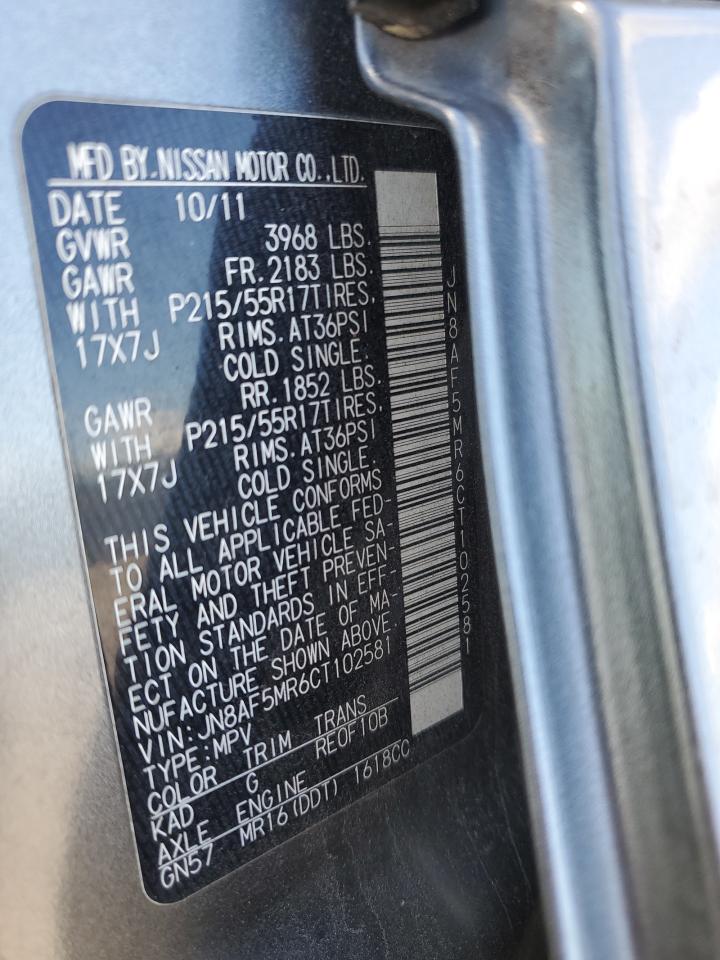 MFD BY.NISSAN MOTOR CO.,LTD.
DATE 10/11
GVWR 3968 LBS.
GAWR FR.2183 LBS.
WITH P215/55R17TIRES,
17X7J RIMS.AT36PSI
COLD SINGLE.
GAWR RR.1852 LBS.
WITH P215/55R17TIRES,
17X7J RIMS.AT36PSI
COLD SINGLE.
THIS VEHICLE CONFORMS
TO ALL APPLICABLE FED-
ERAL MOTOR VEHICLE SA-
FETY AND THEFT PREVEN-
TION STANDARDS IN EFF-
ECT ON THE DATE OF MA-
NUFACTURE SHOWN ABOVE.
VIN:JN8AF5MR6CT102581
TYPE:MPV
COLOR TRIM TRANS
KAD G RE0F10B
AXLE ENGINE
GN57 MR16(DDT) 1618CC
JN8AF5MR6CT102581